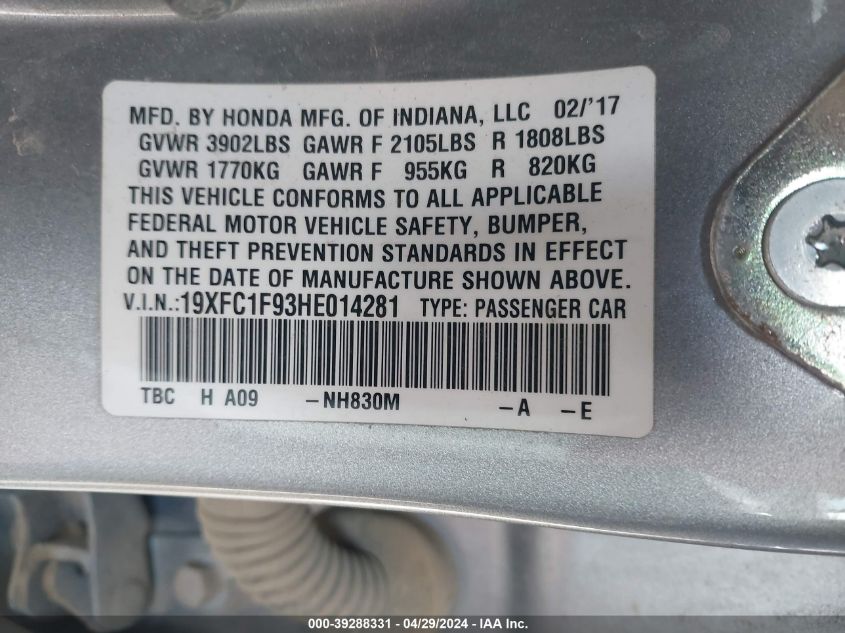 MFD. BY HONDA MFG. OF INDIANA, LLC 02/'17
GVWR 3902LBS GAWR F 2105LBS R 1808LBS
GVWR 1770KG GAWR F 955KG R 820KG
THIS VEHICLE CONFORMS TO ALL APPLICABLE
FEDERAL MOTOR VEHICLE SAFETY, BUMPER,
AND THEFT PREVENTION STANDARDS IN EFFECT
ON THE DATE OF MANUFACTURE SHOWN ABOVE.
V.I.N.:19XFC1F93HE014281 TYPE: PASSENGER CAR
TBC H A09 -NH830M -A -E
000-39288331 - 04/29/2024 - IAA Inc.